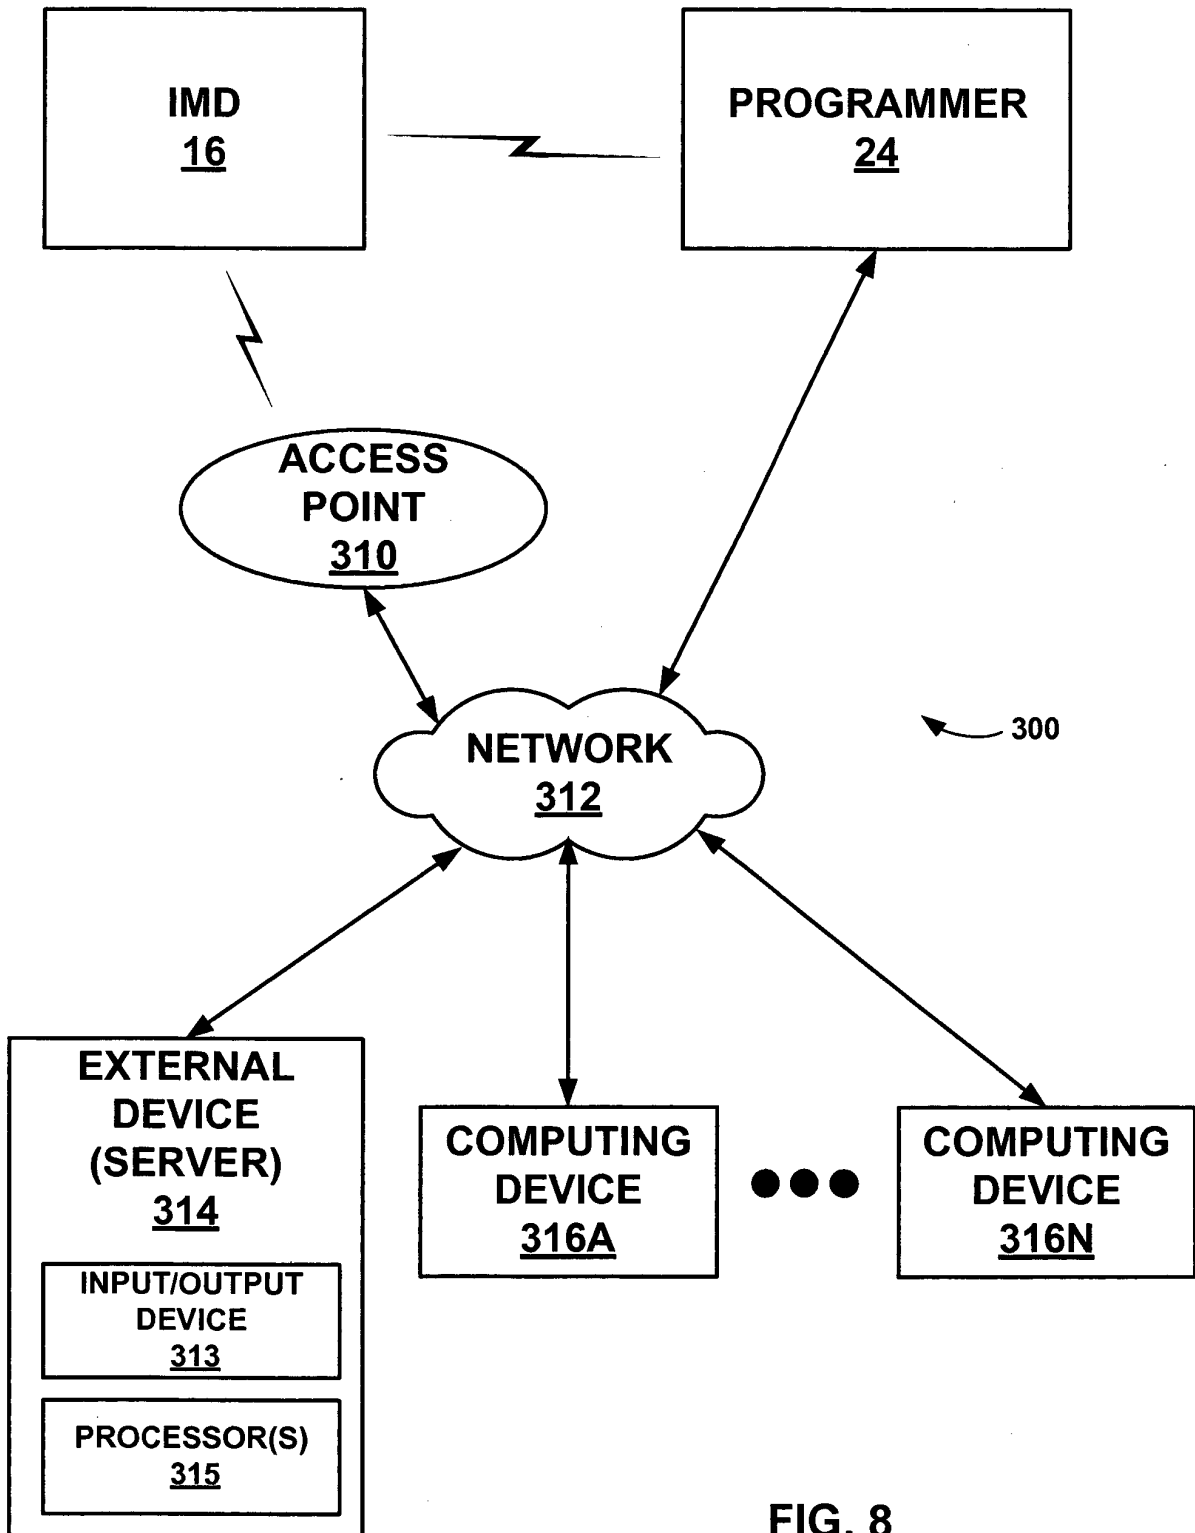 IMD
16
PROGRAMMER
24
ACCESS
POINT
310
NETWORK
312
300
EXTERNAL
DEVICE
(SERVER)
314
INPUT/OUTPUT
DEVICE
313
PROCESSOR(S)
315
COMPUTING
DEVICE
316A
COMPUTING
DEVICE
316N
FIG. 8